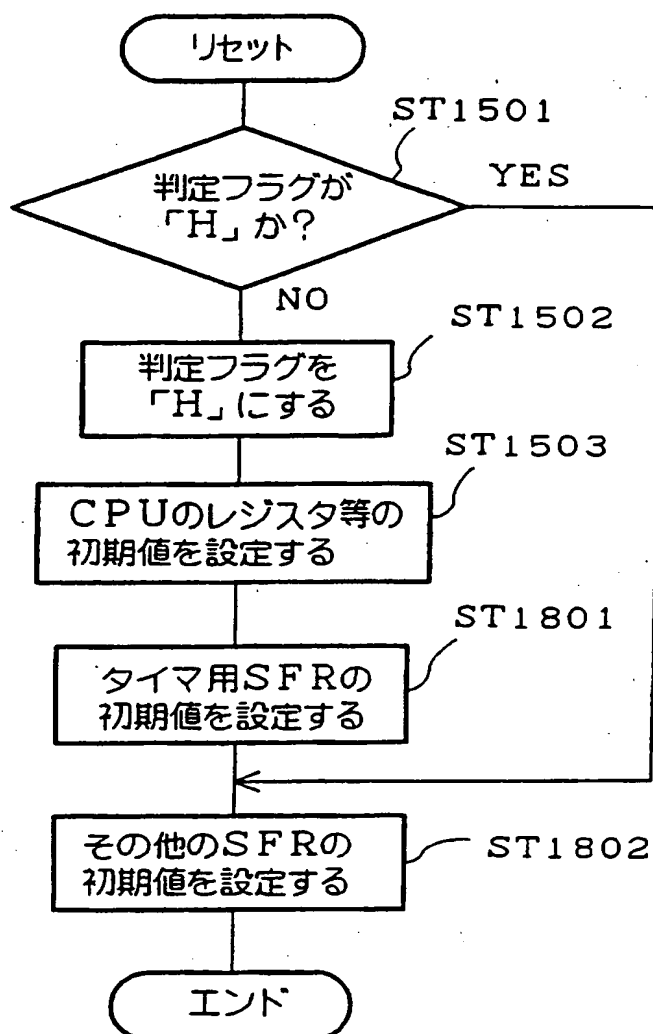 リセット
ST1501
判定フラグが
「H」か?
YES
NO
ST1502
判定フラグを
「H」にする
ST1503
CPUのレジスタ等の
初期値を設定する
ST1801
タイマ用SFRの
初期値を設定する
その他のSFRの
初期値を設定する
ST1802
エンド